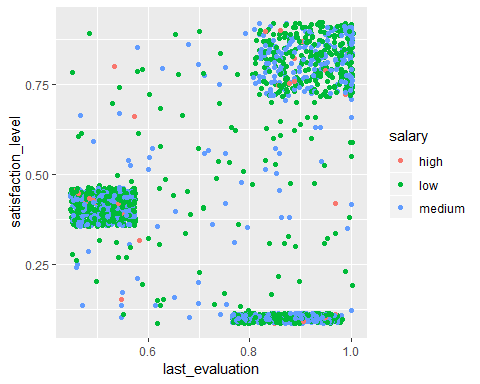 satisfaction_level
0.75
0.50
0.25
0.6
0.8
1.0
last_evaluation
salary
high
low
medium